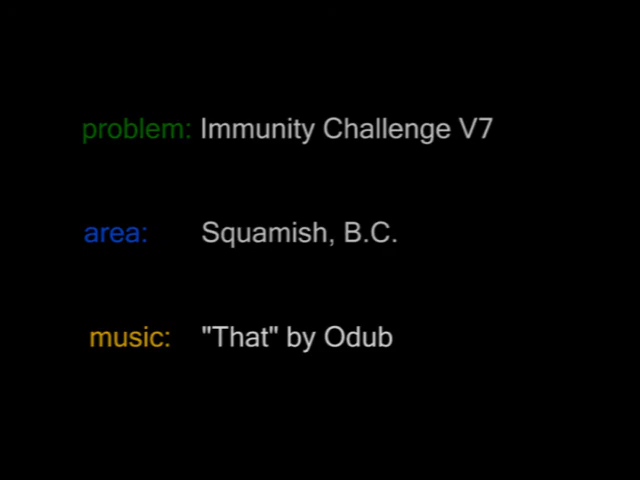 problem: Immunity Challenge V7
area: Squamish, B.C.
music: "That" by Odub